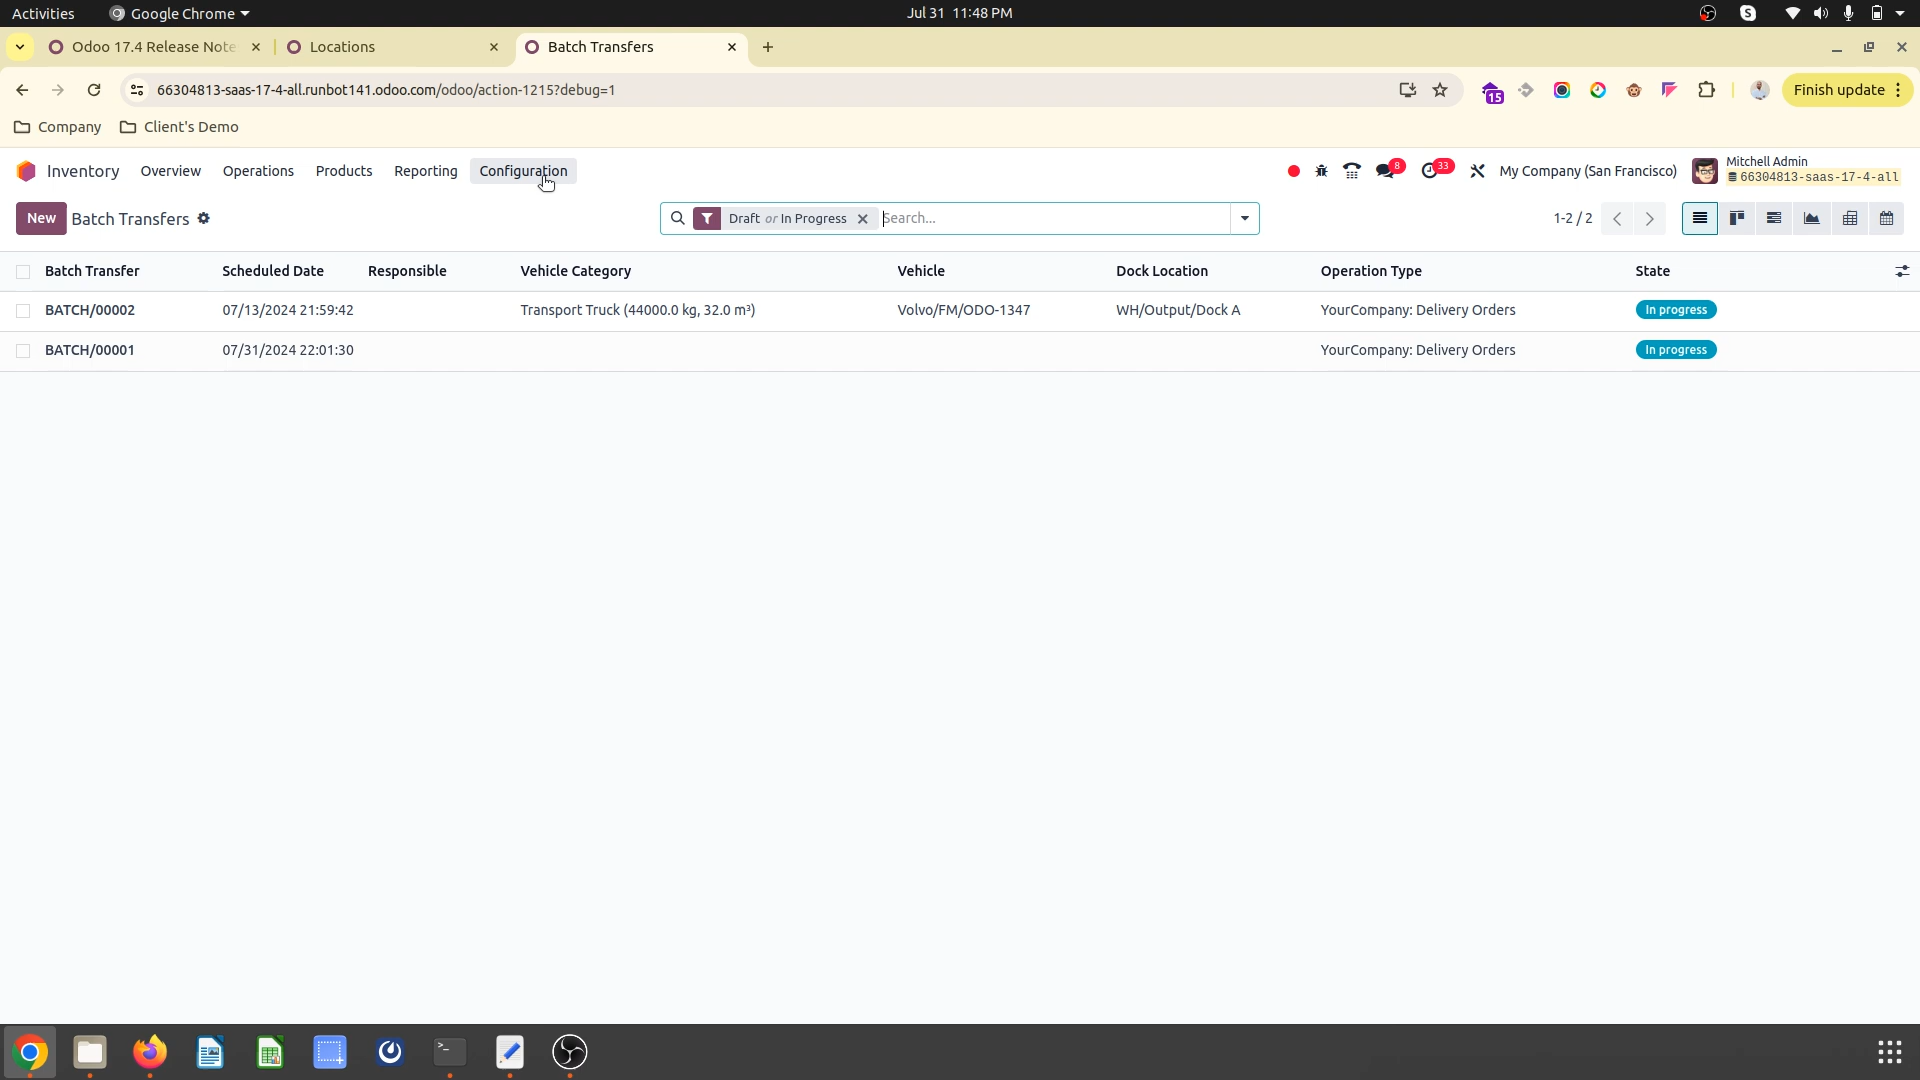 Activities Google Chrome Jul 31 11:48 PM
Odoo 17.4 Release Note Locations Batch Transfers
66304813-saas-17-4-all.runbot141.odoo.com/odoo/action-1215?debug=1 15 Finish update
Company Client's Demo
Inventory Overview Operations Products Reporting Configuration 8 33 My Company (San Francisco) Mitchell Admin
66304813-saas-17-4-all
New Batch Transfers Draft or In Progress Search... 1-2 / 2
Batch Transfer Scheduled Date Responsible Vehicle Category Vehicle Dock Location Operation Type State
BATCH/00002 07/13/2024 21:59:42 Transport Truck (44000.0 kg, 32.0 m³) Volvo/FM/ODO-1347 WH/Output/Dock A YourCompany: Delivery Orders In progress
BATCH/00001 07/31/2024 22:01:30 YourCompany: Delivery Orders In progress